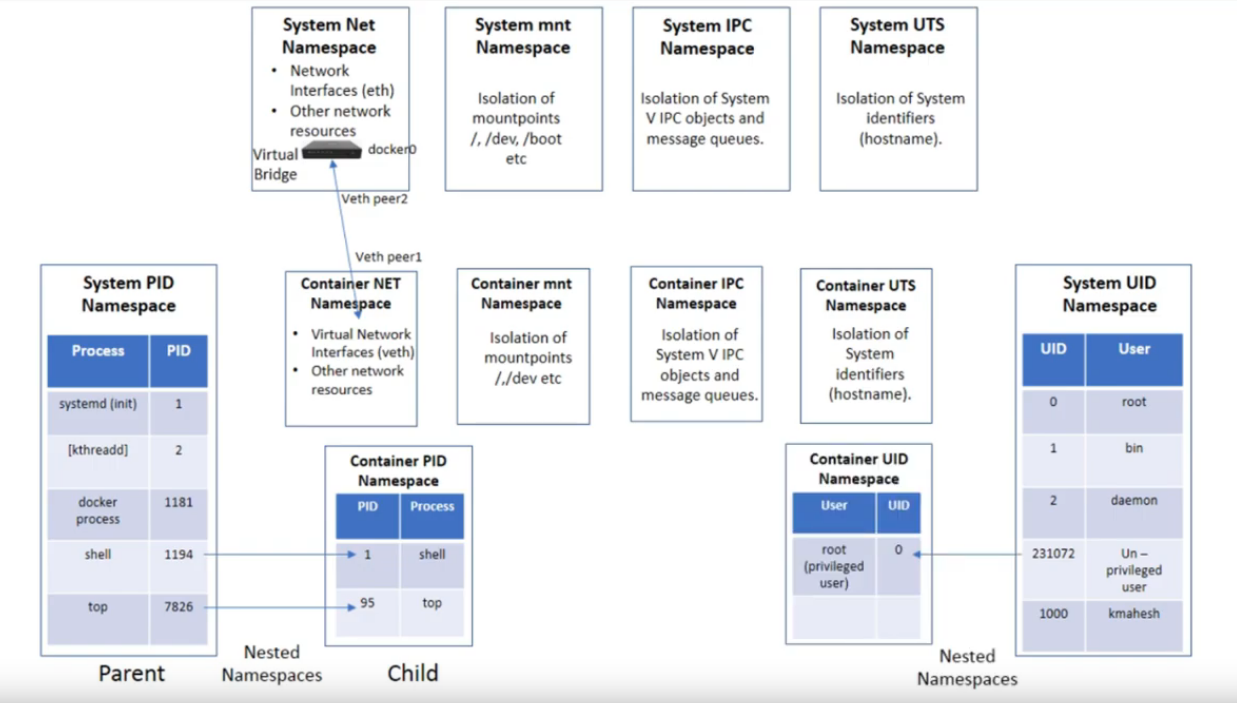 System Net
Namespace
• Network
Interfaces (eth)
• Other network
resources
Virtual
Bridge
docker0
System mnt
Namespace
Isolation of
mountpoints
/, /dev, /boot
etc
System IPC
Namespace
Isolation of System
V IPC objects and
message queues.
System UTS
Namespace
Isolation of System
identifiers
(hostname).
Veth peer2
Veth peer1
System PID
Namespace
Process PID
systemd (init) 1
[kthreadd] 2
docker
process
1181
shell 1194
top 7826
Parent
Nested
Namespaces
Container NET
Namespace
• Virtual Network
Interfaces (veth)
• Other network
resources
Container mnt
Namespace
Isolation of
mountpoints
/,/dev etc
Container IPC
Namespace
Isolation of
System V IPC
objects and
message queues.
Container UTS
Namespace
Isolation of
System
identifiers
(hostname).
Container PID
Namespace
PID Process
1 shell
95 top
Child
Container UID
Namespace
User UID
root
(privileged
user)
0
System UID
Namespace
UID User
0 root
1 bin
2 daemon
231072 Un –
privileged
user
1000 kmahesh
Nested
Namespaces